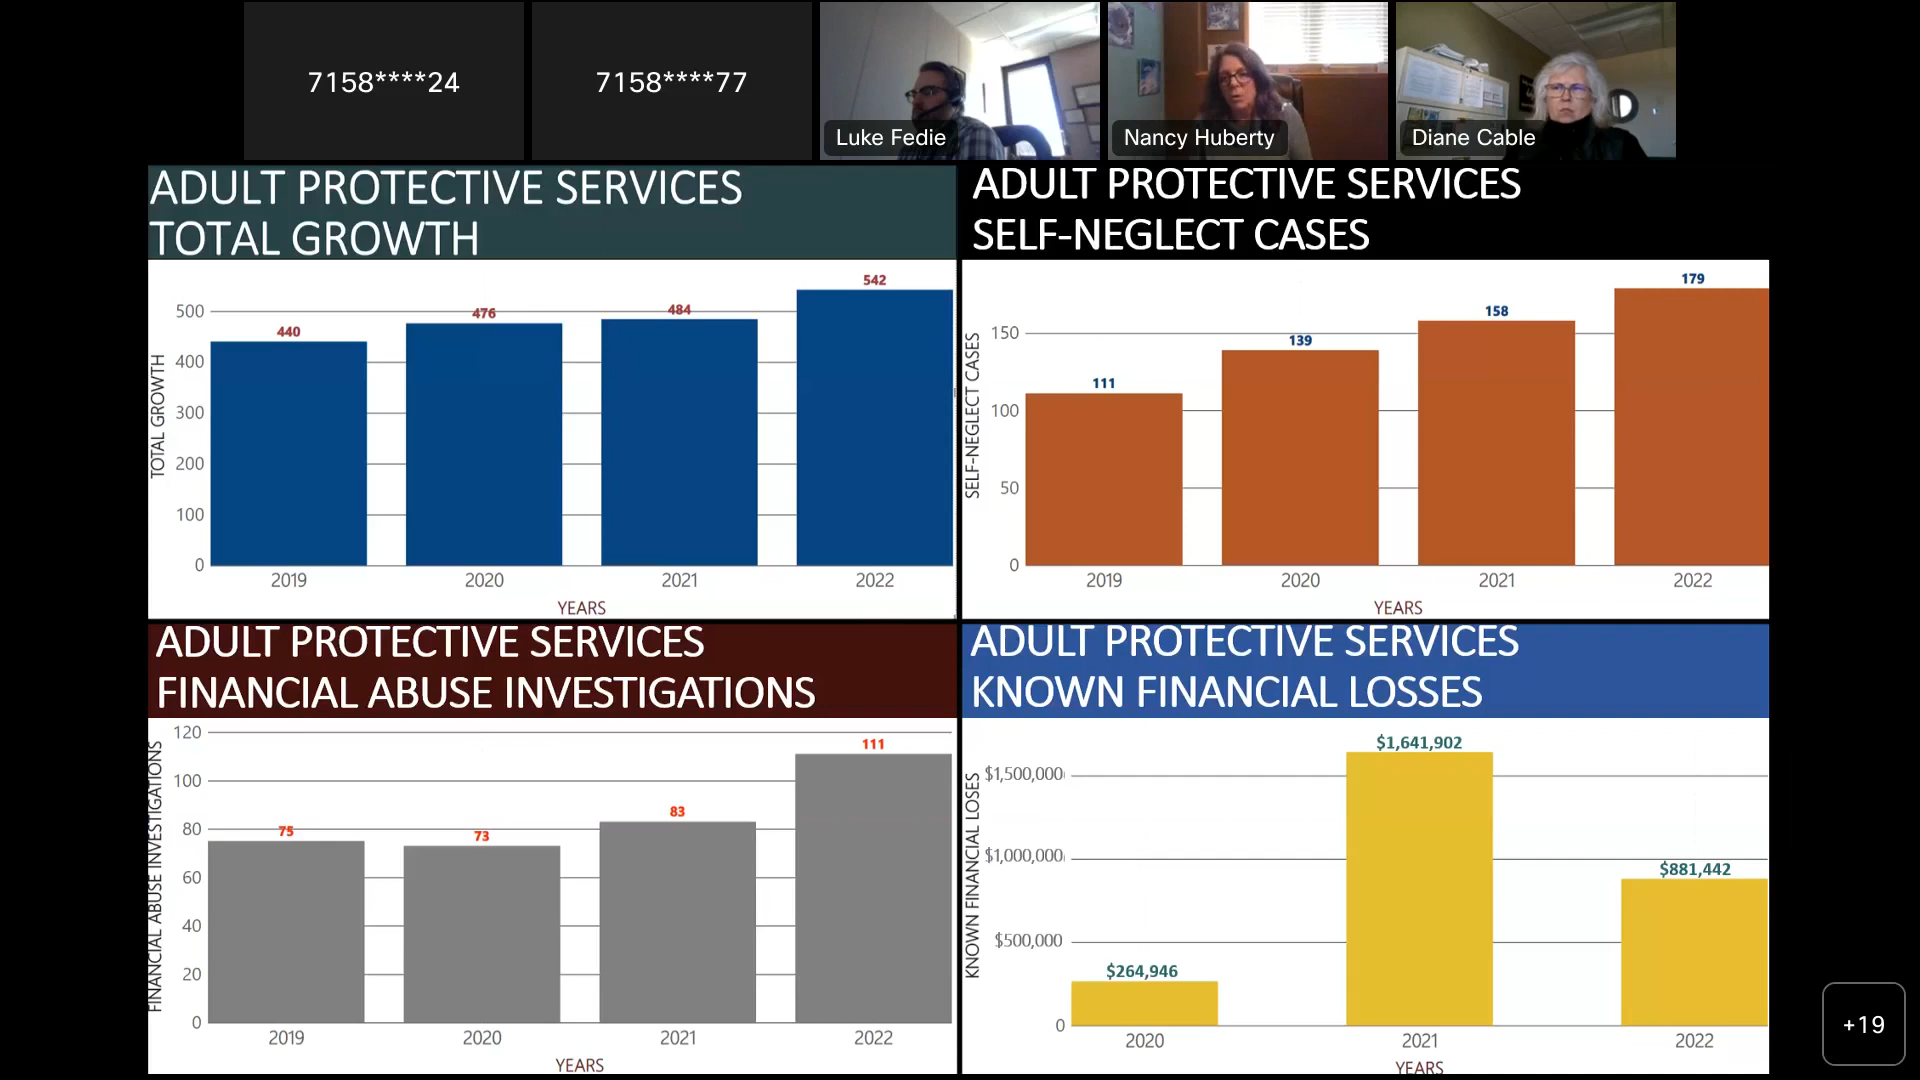 7158****24
7158****77
Luke Fedie
Nancy Huberty
Diane Cable
ADULT PROTECTIVE SERVICES
TOTAL GROWTH
TOTAL GROWTH
500
400
300
200
100
0
440
476
484
542
2019
2020
2021
2022
YEARS
ADULT PROTECTIVE SERVICES
SELF-NEGLECT CASES
SELF-NEGLECT CASES
150
100
50
0
111
139
158
179
2019
2020
2021
2022
YEARS
ADULT PROTECTIVE SERVICES
FINANCIAL ABUSE INVESTIGATIONS
FINANCIAL ABUSE INVESTIGATIONS
120
100
80
60
40
20
0
75
73
83
111
2019
2020
2021
2022
YEARS
ADULT PROTECTIVE SERVICES
KNOWN FINANCIAL LOSSES
KNOWN FINANCIAL LOSES
$1,500,000
$1,000,000
$500,000
0
$264,946
$1,641,902
$881,442
2020
2021
2022
YEARS
+19